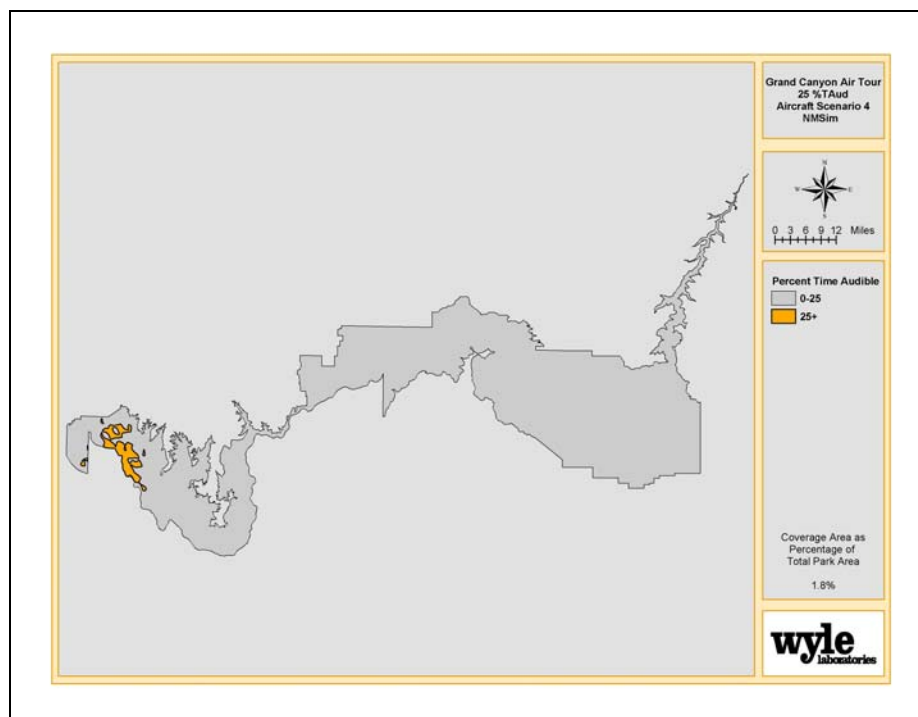 Grand Canyon Air Tour
25 %TAud
Aircraft Scenario 4
NMSim
N
W E
S
0 3 6 9 12 Miles
Percent Time Audible
0-25
25+
Coverage Area as
Percentage of
Total Park Area
1.8%
wyle
laboratories